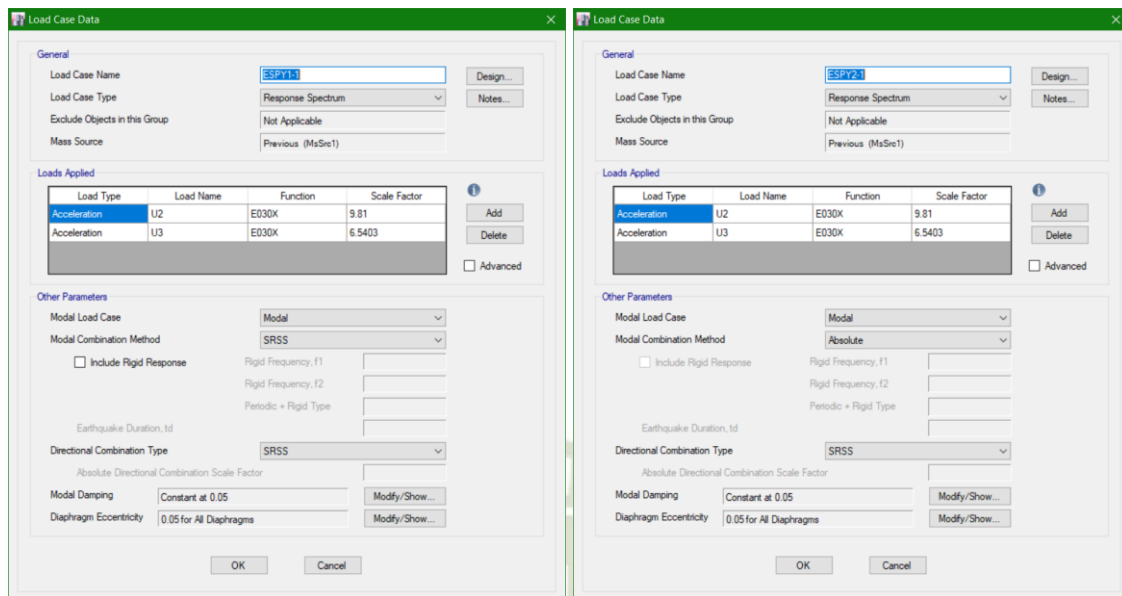 Load Case Data
General
Load Case Name ESPY1-1 Design...
Load Case Type Response Spectrum Notes...
Exclude Objects in this Group Not Applicable
Mass Source Previous (MsSrc1)
Loads Applied
Load Type Load Name Function Scale Factor
Acceleration U2 E030X 9.81 Add
Acceleration U3 E030X 6.5403 Delete
Advanced
Other Parameters
Modal Load Case Modal
Modal Combination Method SRSS
Include Rigid Response Rigid Frequency, f1
Rigid Frequency, f2
Periodic + Rigid Type
Earthquake Duration, td
Directional Combination Type SRSS
Absolute Directional Combination Scale Factor
Modal Damping Constant at 0.05 Modify/Show...
Diaphragm Eccentricity 0.05 for All Diaphragms Modify/Show...
OK Cancel
Load Case Data
General
Load Case Name ESPY2-1 Design...
Load Case Type Response Spectrum Notes...
Exclude Objects in this Group Not Applicable
Mass Source Previous (MsSrc1)
Loads Applied
Load Type Load Name Function Scale Factor
Acceleration U2 E030X 9.81 Add
Acceleration U3 E030X 6.5403 Delete
Advanced
Other Parameters
Modal Load Case Modal
Modal Combination Method Absolute
Include Rigid Response Rigid Frequency, f1
Rigid Frequency, f2
Periodic + Rigid Type
Earthquake Duration, td
Directional Combination Type SRSS
Absolute Directional Combination Scale Factor
Modal Damping Constant at 0.05 Modify/Show...
Diaphragm Eccentricity 0.05 for All Diaphragms Modify/Show...
OK Cancel